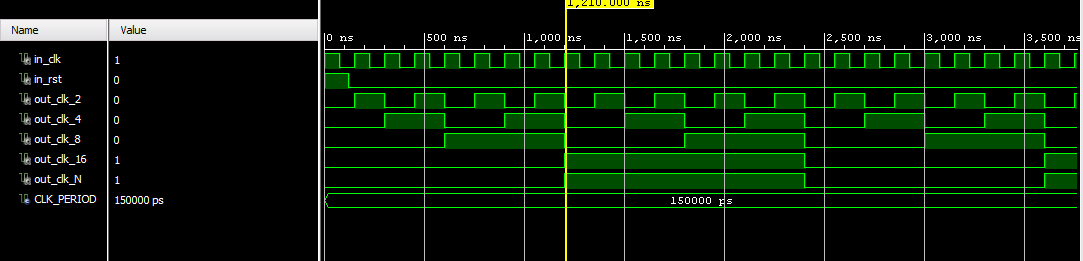 1,210.000 ns
Name Value
0 ns 500 ns 1,000 ns 1,500 ns 2,000 ns 2,500 ns 3,000 ns 3,500 ns
in_clk 1
in_rst 0
out_clk_2 0
out_clk_4 0
out_clk_8 0
out_clk_16 1
out_clk_N 1
CLK_PERIOD 150000 ps 150000 ps